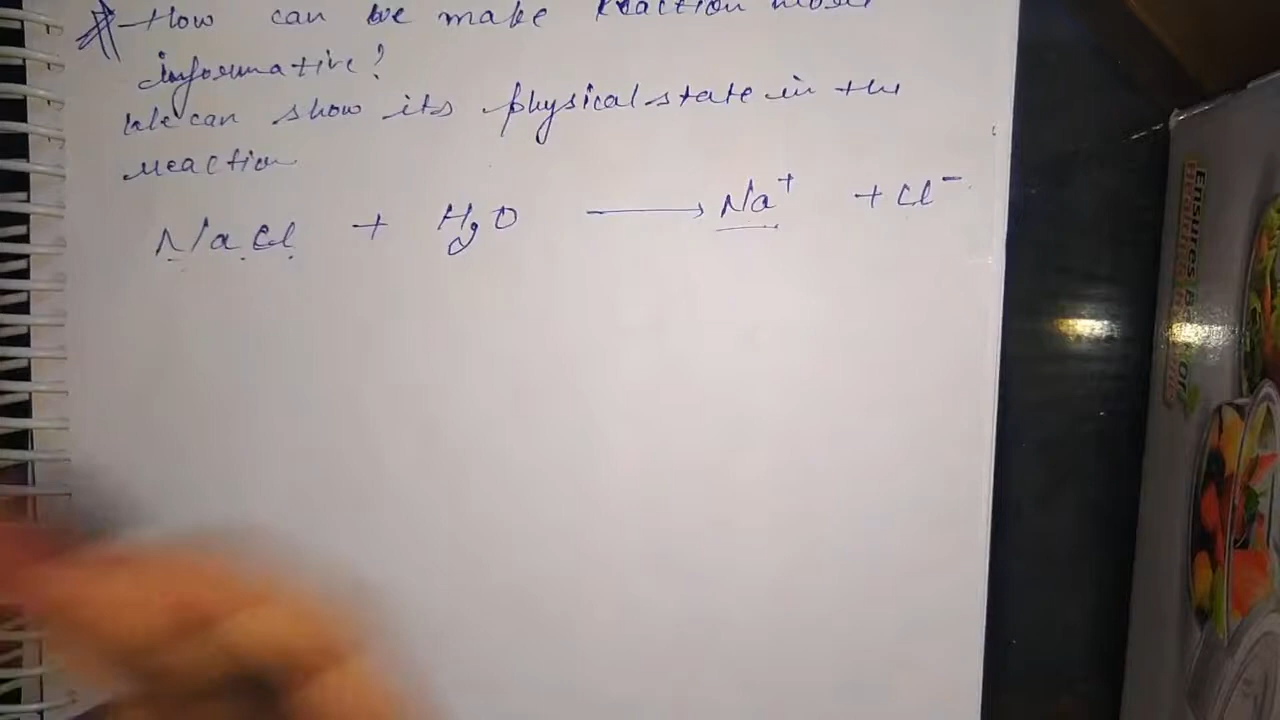 How can we make Reaction more
informative?
We can show its physical state in the
reaction
NaCl + H₂O → Na⁺ + Cl⁻
Ensures B